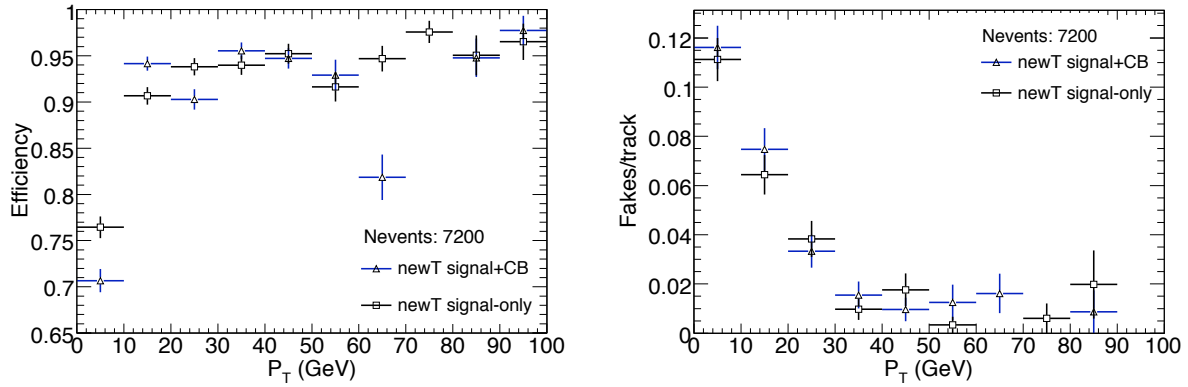 Efficiency
1
0.95
0.9
0.85
0.8
0.75
0.7
0.65
Nevents: 7200
newT signal+CB
newT signal-only
0 10 20 30 40 50 60 70 80 90 100
P_T (GeV)
Fakes/track
0.12
0.1
0.08
0.06
0.04
0.02
0
Nevents: 7200
newT signal+CB
newT signal-only
0 10 20 30 40 50 60 70 80 90 100
P_T (GeV)